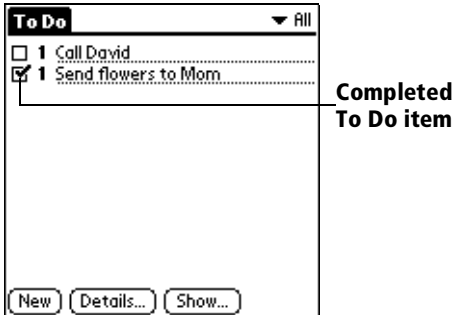 To Do All
1 Call David
1 Send flowers to Mom
Completed
To Do item
New Details... Show...